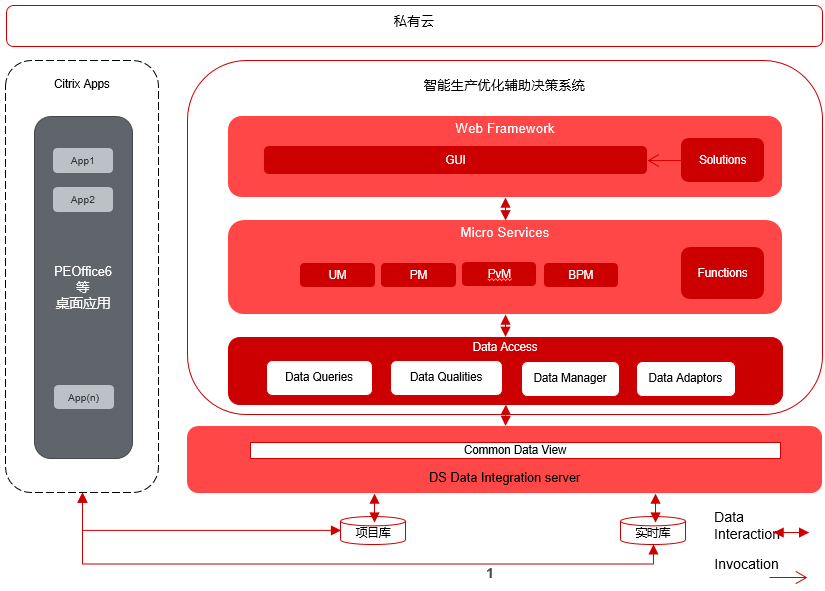 私有云
Citrix Apps
App1
App2
PEOffice6
等
桌面应用
App(n)
智能生产优化辅助决策系统
Web Framework
GUI
Solutions
Micro Services
UM
PM
PvM
BPM
Functions
Data Access
Data Queries
Data Qualities
Data Manager
Data Adaptors
Common Data View
DS Data Integration server
项目库
实时库
Data
Interaction
Invocation
1